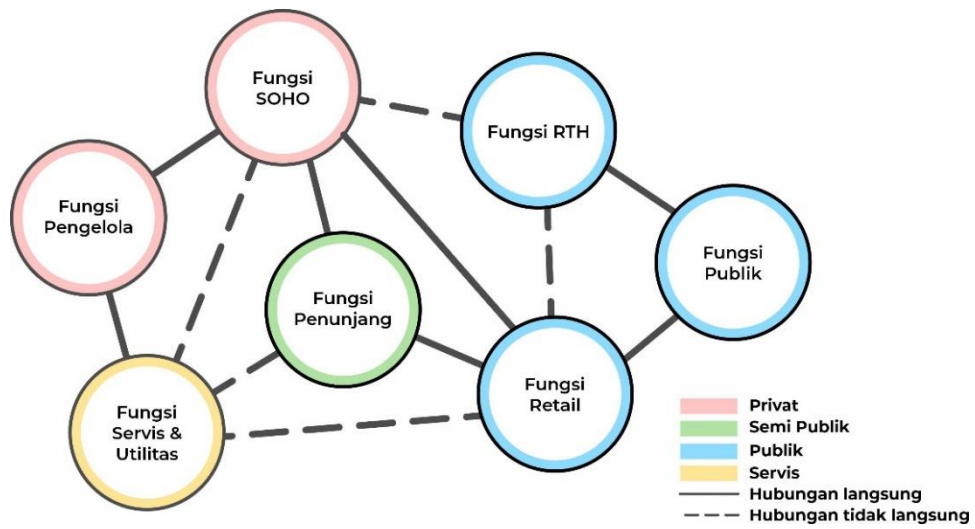 Fungsi
SOHO
Fungsi RTH
Fungsi
Pengelola
Fungsi
Publik
Fungsi
Penunjang
Fungsi
Retail
Fungsi
Servis &
Utilitas
Privat
Semi Publik
Publik
Servis
Hubungan langsung
Hubungan tidak langsung